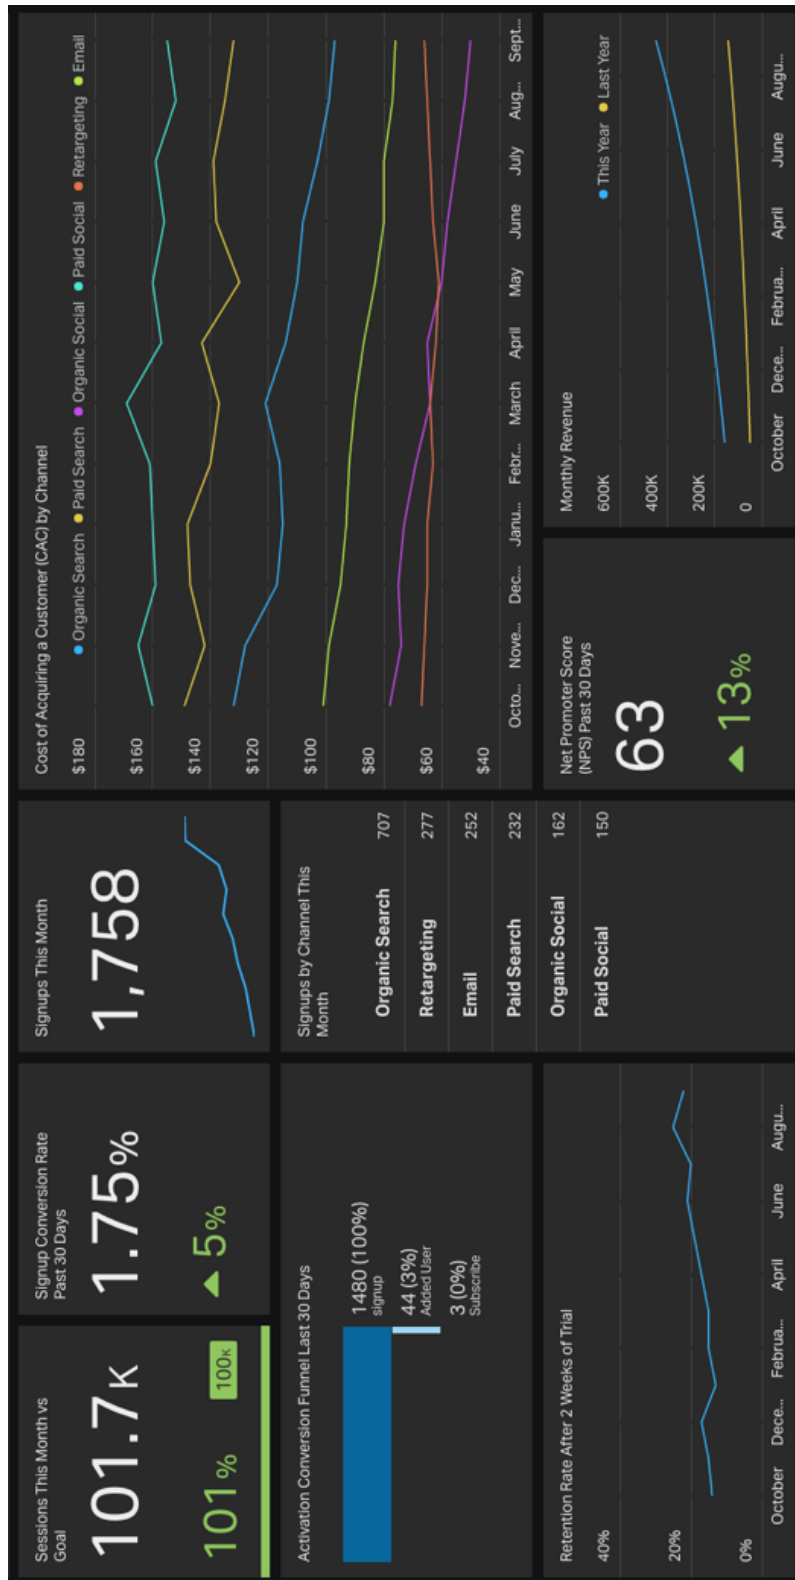 Sessions This Month vs
Goal
101.7K
101%
100K
Signup Conversion Rate
Past 30 Days
1.75%
▲ 5%
Signups This Month
1,758
Cost of Acquiring a Customer (CAC) by Channel
Organic Search
Paid Search
Organic Social
Paid Social
Retargeting
Email
$180
$160
$140
$120
$100
$80
$60
$40
Octo...
Nove...
Dec...
Janu...
Febr...
March
April
May
June
July
Aug...
Sept...
Activation Conversion Funnel Last 30 Days
1480 (100%)
signup
44 (3%)
Added User
3 (0%)
Subscribe
Signups by Channel This
Month
Organic Search 707
Retargeting 277
Email 252
Paid Search 232
Organic Social 162
Paid Social 150
Retention Rate After 2 Weeks of Trial
40%
20%
0%
October
Dece...
Februa...
April
June
Augu...
Net Promoter Score
(NPS) Past 30 Days
63
▲ 13%
Monthly Revenue
This Year
Last Year
600K
400K
200K
0
October
Dece...
Februa...
April
June
Augu...